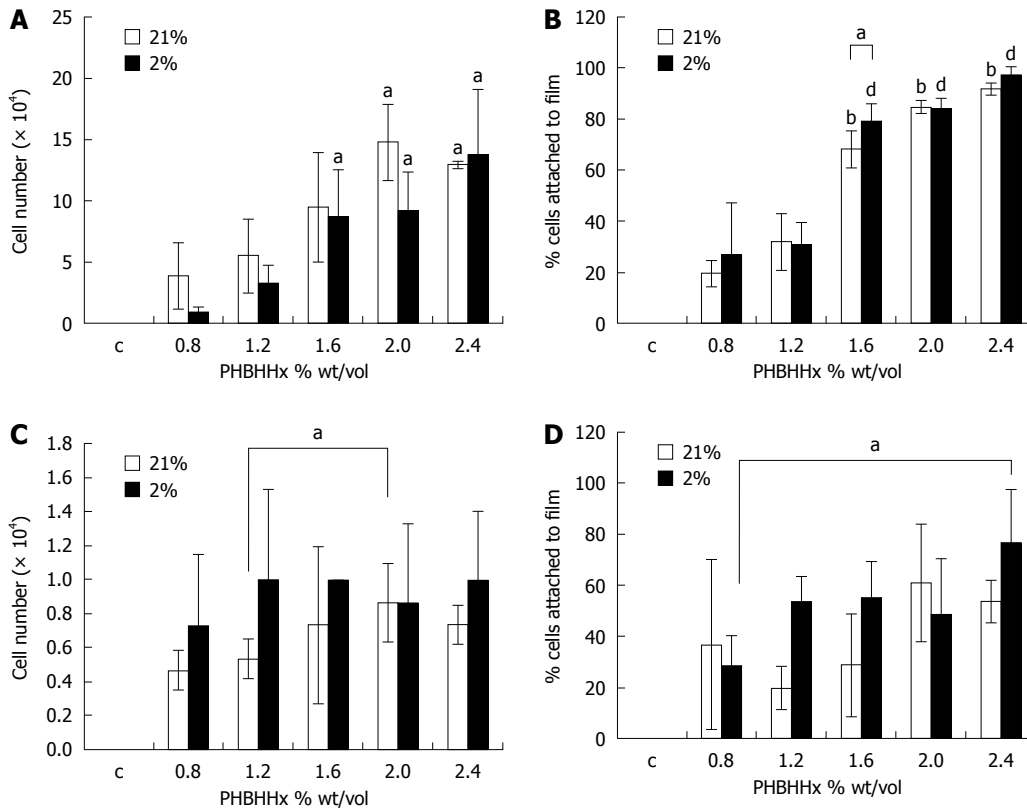 A
25
20
15
10
5
0
Cell number (× 10⁴)
21%
2%
a
a
a
a
a
c 0.8 1.2 1.6 2.0 2.4
PHBHHx % wt/vol
B
120
100
80
60
40
20
0
% cells attached to film
21%
2%
a
b d
b d
b d
c 0.8 1.2 1.6 2.0 2.4
PHBHHx % wt/vol
C
1.8
1.6
1.4
1.2
1.0
0.8
0.6
0.4
0.2
0.0
Cell number (× 10⁴)
21%
2%
a
c 0.8 1.2 1.6 2.0 2.4
PHBHHx % wt/vol
D
120
100
80
60
40
20
0
% cells attached to film
21%
2%
a
c 0.8 1.2 1.6 2.0 2.4
PHBHHx % wt/vol